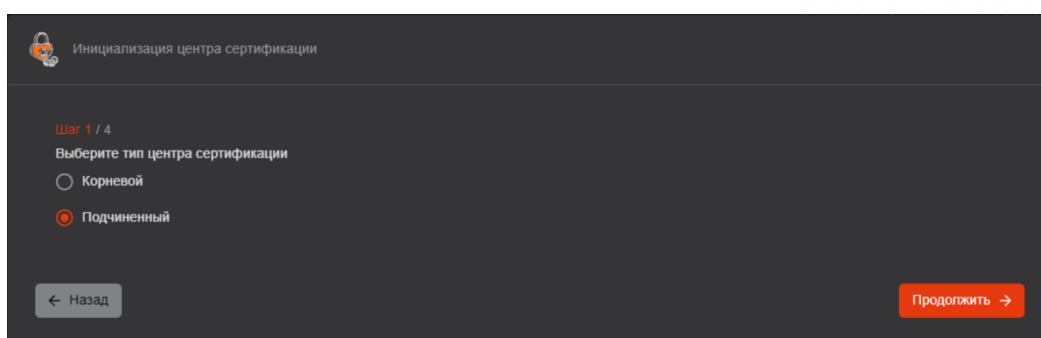 Инициализация центра сертификации
Шаг 1 / 4
Выберите тип центра сертификации
Корневой
Подчиненный
← Назад
Продолжить →